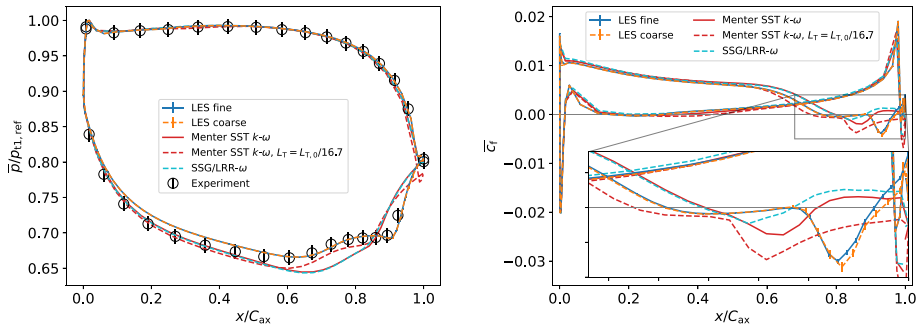 1.00
0.95
0.90
0.85
0.80
0.75
0.70
0.65
0.0
0.2
0.4
0.6
0.8
1.0
x/C_ax
p̅/p_t1, ref
LES fine
LES coarse
Menter SST k-ω
Menter SST k-ω, L_T = L_T,0/16.7
SSG/LRR-ω
Experiment
0.02
0.01
0.00
−0.01
−0.02
−0.03
0.0
0.2
0.4
0.6
0.8
1.0
x/C_ax
c̅_f
LES fine
LES coarse
Menter SST k-ω
Menter SST k-ω, L_T = L_T,0/16.7
SSG/LRR-ω